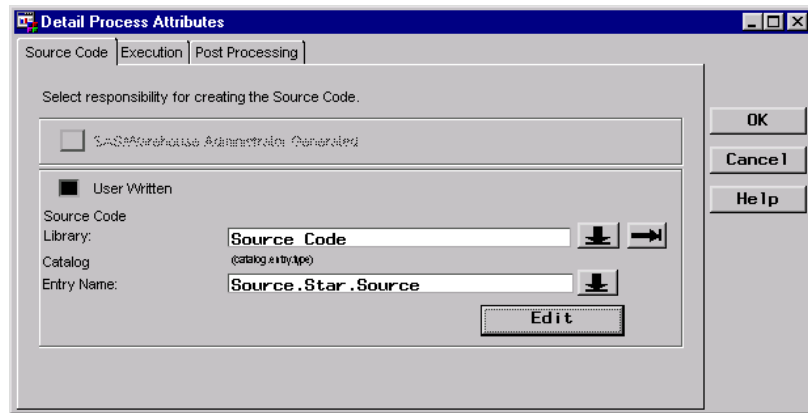 Detail Process Attributes
Source Code Execution Post Processing
Select responsibility for creating the Source Code.
OK
SAS/Warehouse Administrator Generated
Cancel
User Written
Help
Source Code
Library: Source Code
Catalog (catalog.entry.type)
Entry Name: Source.Star.Source
Edit